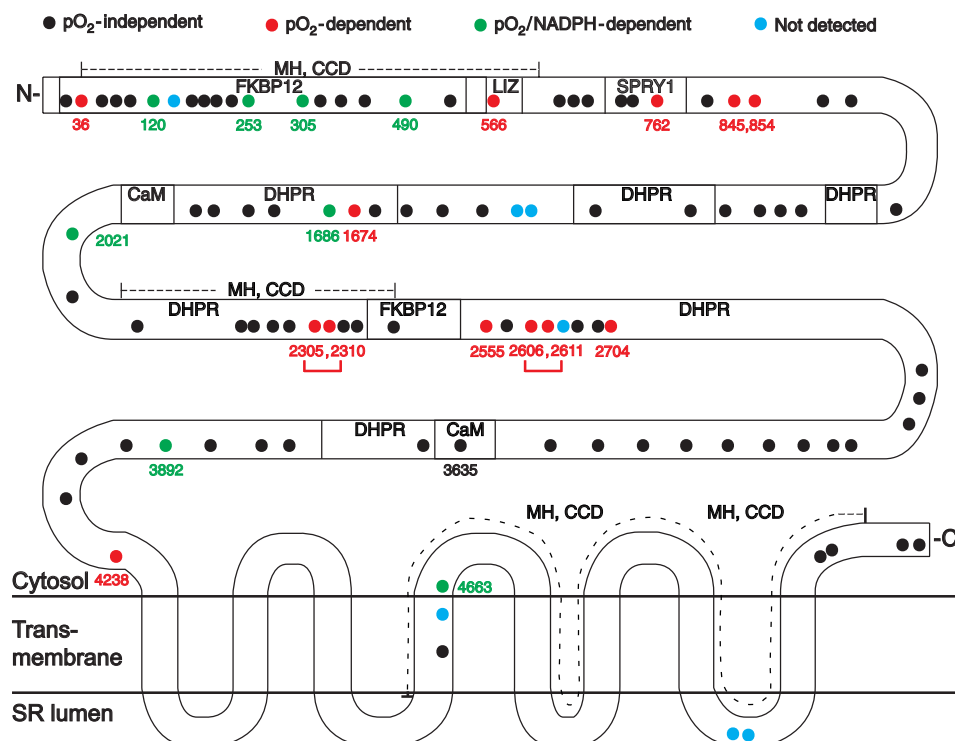 pO2-independent pO2-dependent pO2/NADPH-dependent Not detected
MH, CCD
N- FKBP12 LIZ SPRY1
36 120 253 305 490 566 762 845,854
CaM DHPR DHPR DHPR
2021 1686 1674
MH, CCD
DHPR FKBP12 DHPR
2305,2310 2555 2606,2611 2704
DHPR CaM
3892 3635
MH, CCD MH, CCD
-C
Cytosol 4238 4663
Trans-
membrane
SR lumen